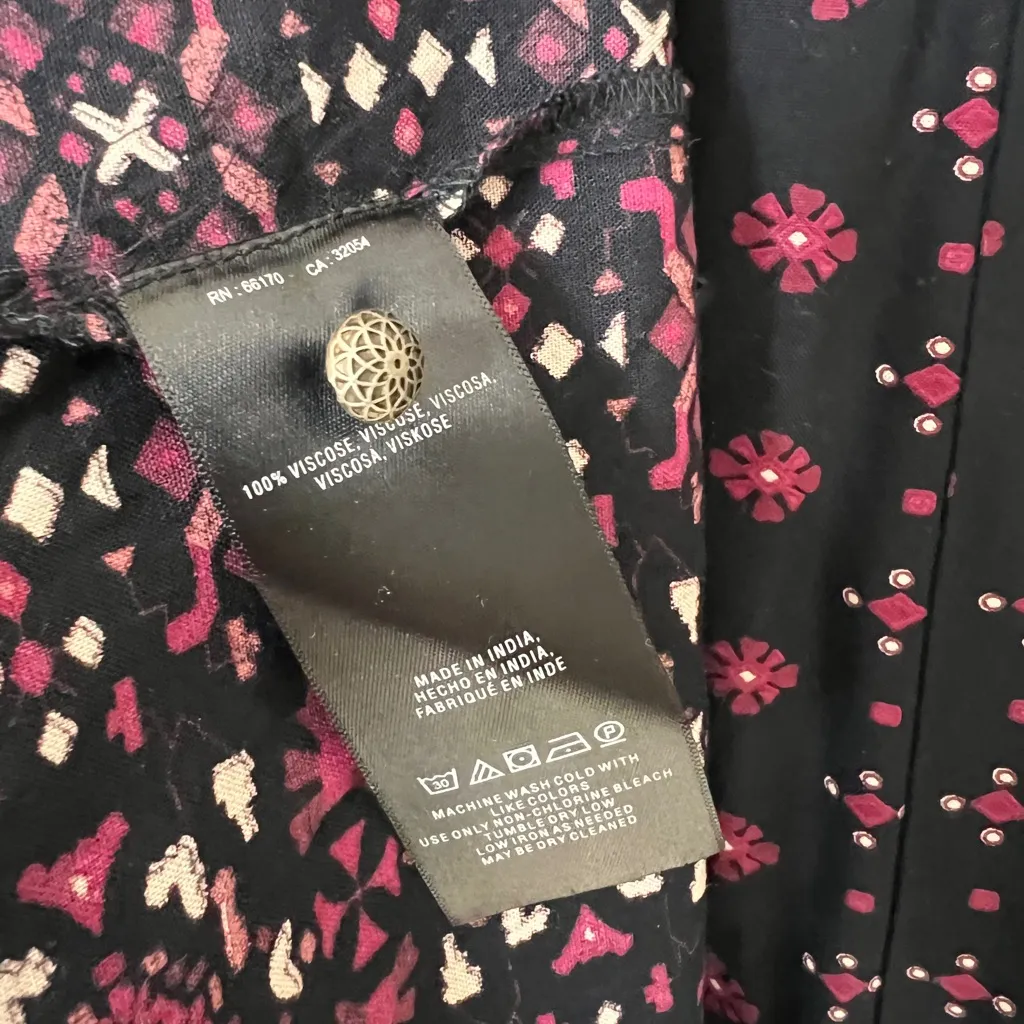 RN : 66170 CA : 32054
100% VISCOSE, VISCOSE, VISCOSA,
VISCOSA, VISKOSE
MADE IN INDIA,
HECHO EN INDIA,
FABRIQUÉ EN INDE
30 P
MACHINE WASH COLD WITH
LIKE COLORS
USE ONLY NON-CHLORINE BLEACH
TUMBLE DRY LOW
LOW IRON AS NEEDED
MAY BE DRY CLEANED